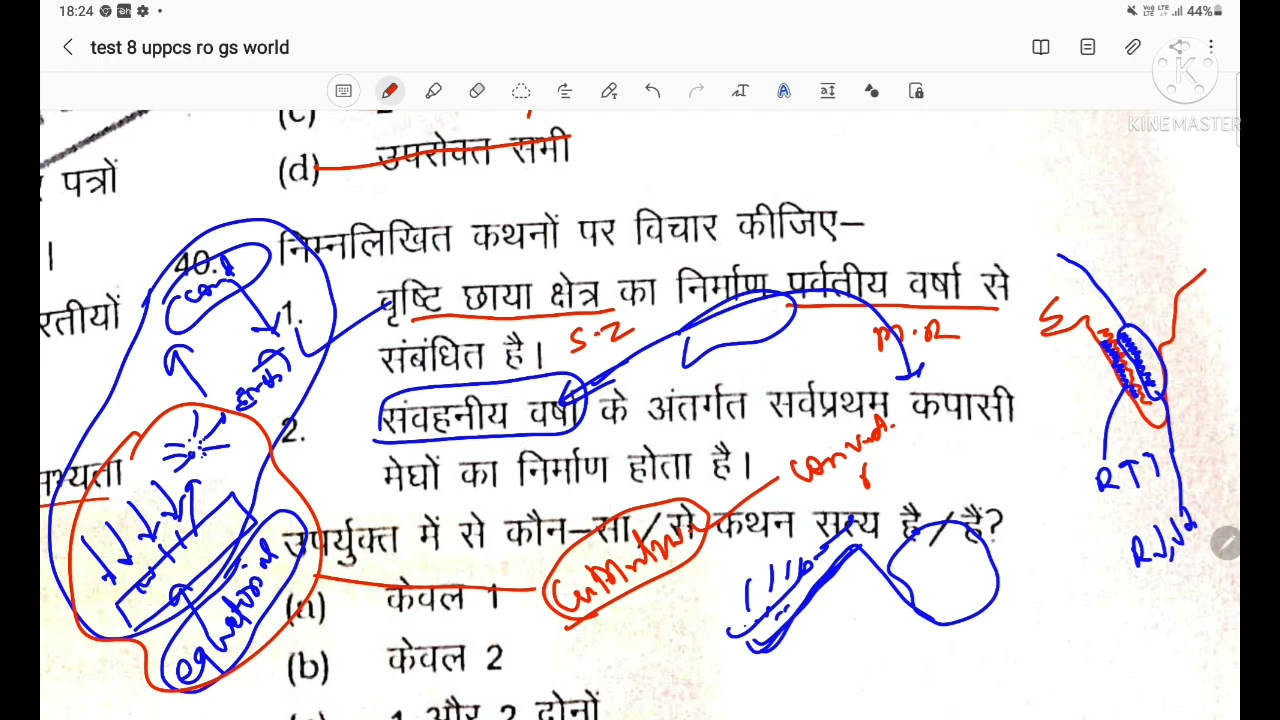 18:24
44%
test 8 uppcs ro gs world
KINEMASTER
(c)
(d) उपरोक्त सभी
पत्रों
।
रतीयों
40. निम्नलिखित कथनों पर विचार कीजिए–
1. वृष्टि छाया क्षेत्र का निर्माण पर्वतीय वर्षा से
संबंधित है।
S.Z
M.R
2. संवहनीय वर्षा के अंतर्गत सर्वप्रथम कपासी
मेघों का निर्माण होता है।
उपर्युक्त में से कौन–सा/से कथन सत्य है/हैं?
(a) केवल 1
(b) केवल 2
1 और 2 दोनों